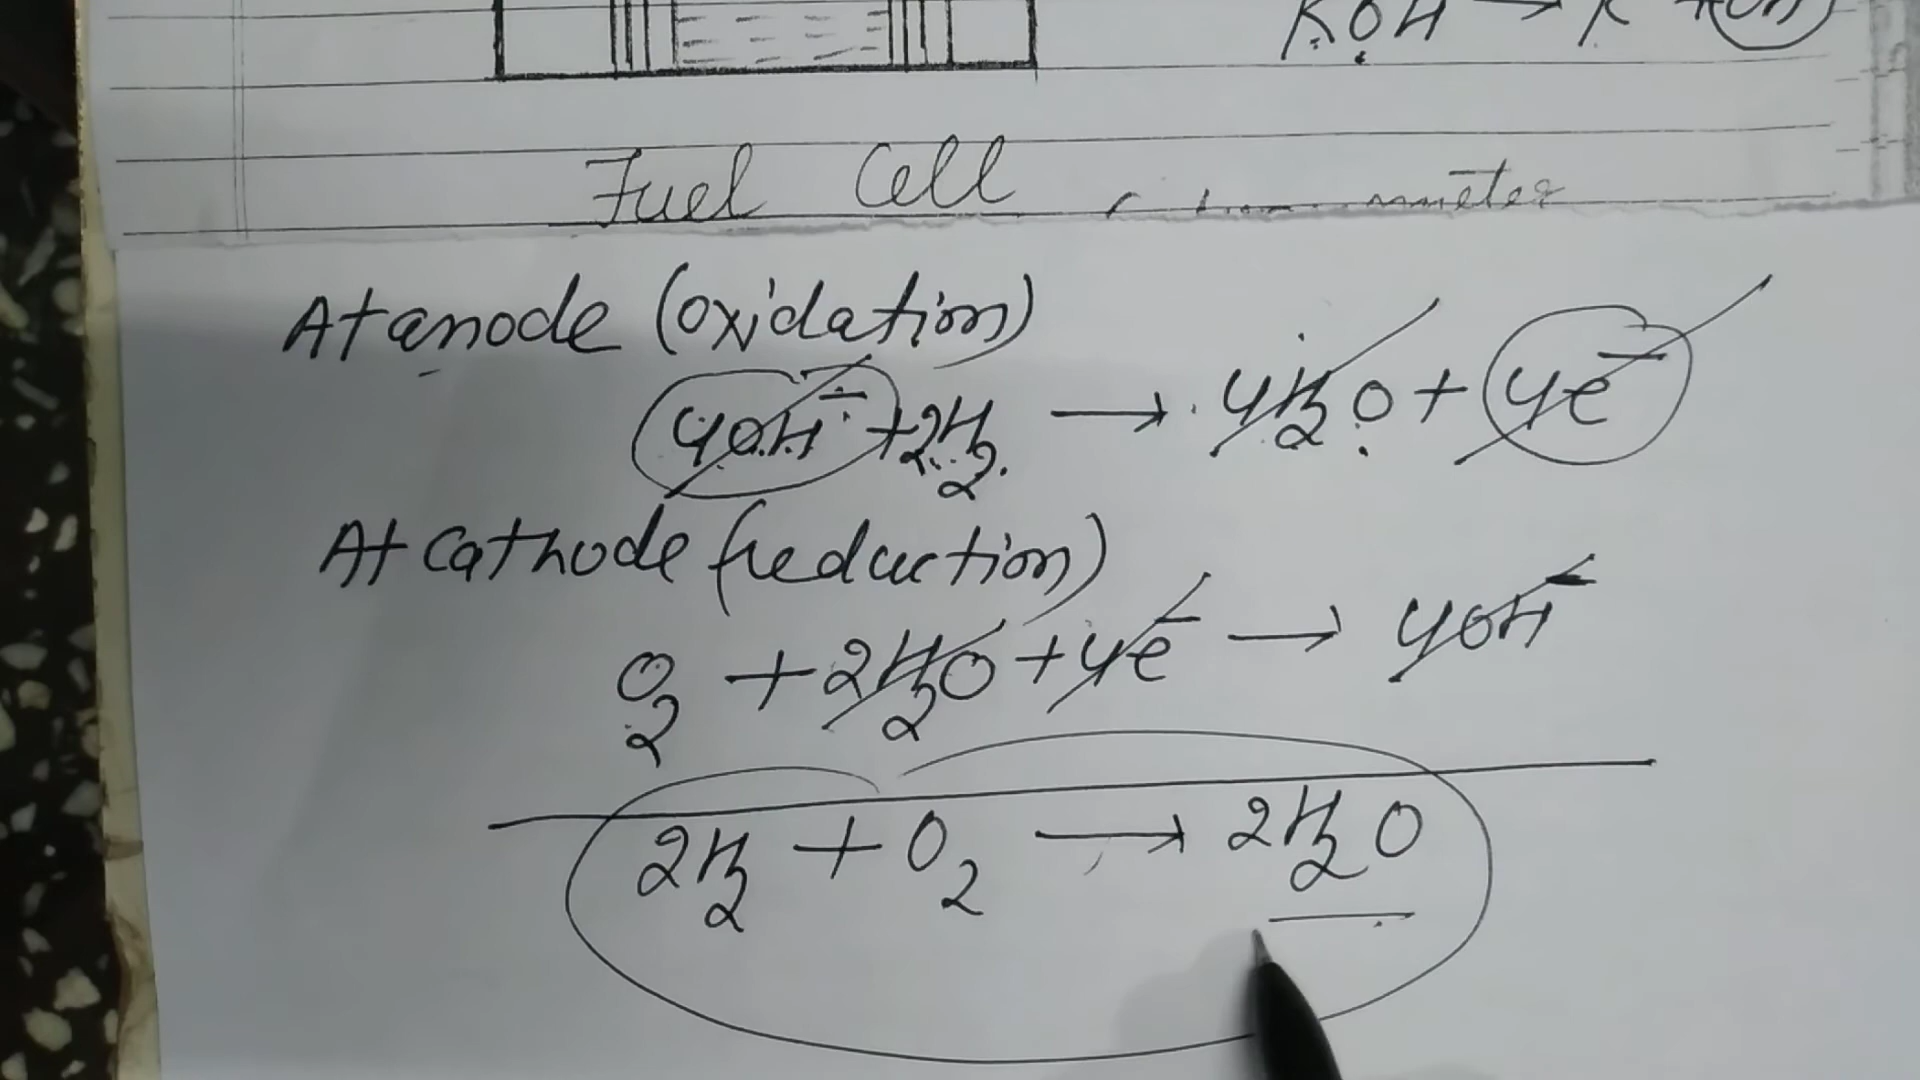 KOH → K + OH
Fuel Cell meter
At anode (oxidation)
4OH⁻ + 2H₂ → 4H₂O + 4e⁻
At cathode (reduction)
O₂ + 2H₂O + 4e⁻ → 4OH⁻
2H₂ + O₂ → 2H₂O